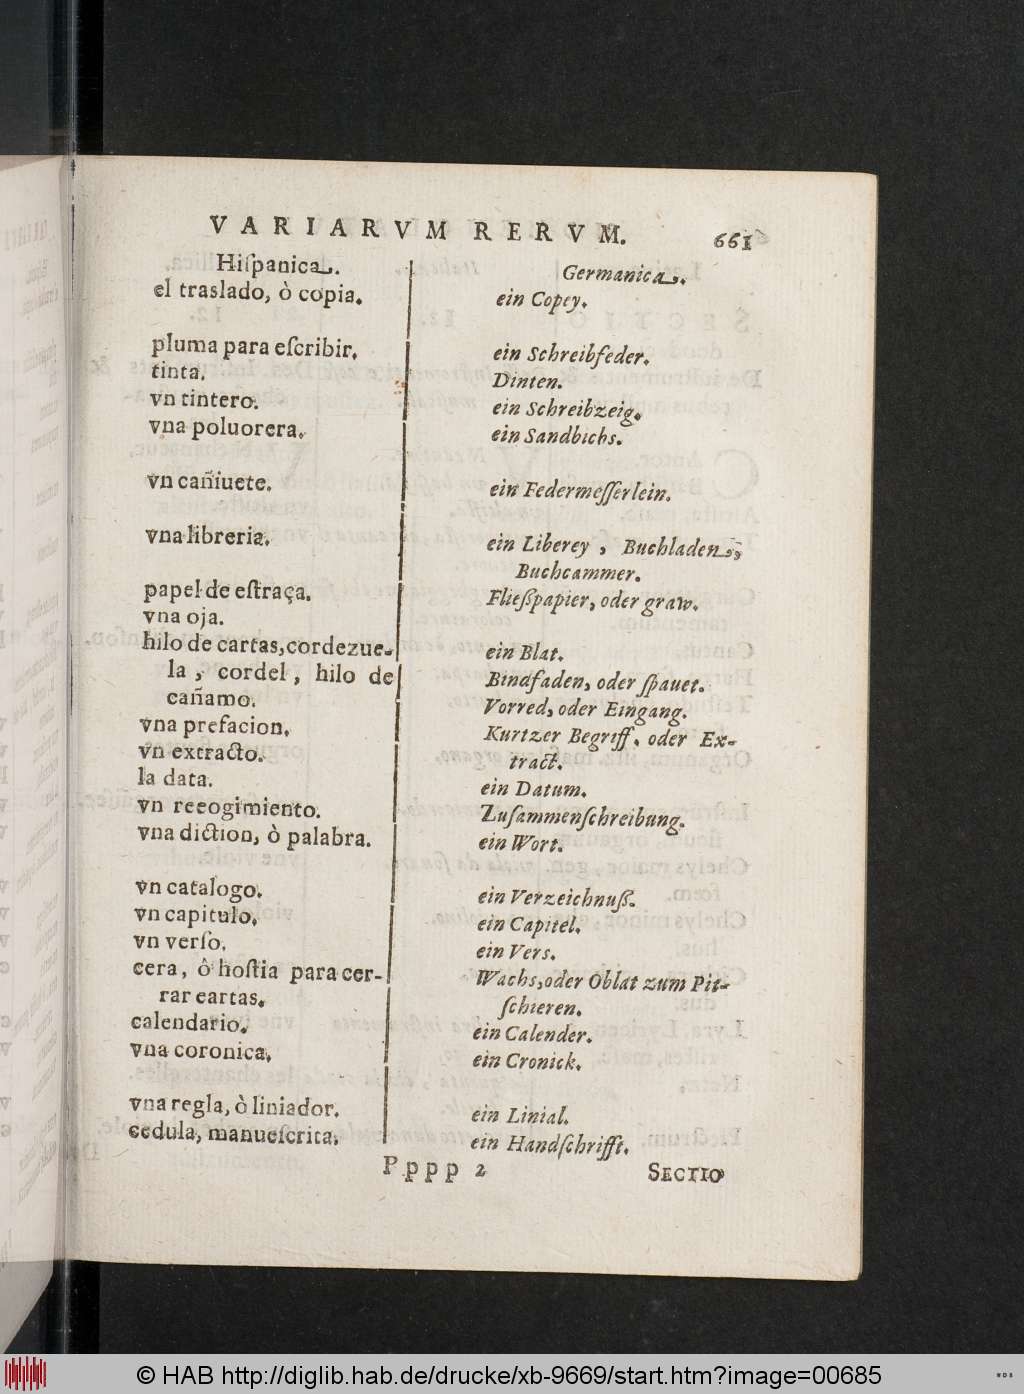 VARIARVM RERVM. 661
Hiſpanica.
el traslado, ò copia.
pluma para eſcribir.
tinta.
vn tintero.
vna poluorera.
vn cañiuete.
vna libreria.
papel de eſtraça.
vna oja.
hilo de cartas, cordezue-
la, cordel, hilo de
cañamo.
vna prefacion.
vn extracto.
la data.
vn recogimiento.
vna diction, ò palabra.
vn catalogo.
vn capitulo.
vn verſo.
cera, ô hoſtia para cer-
rar cartas.
calendario.
vna coronica.
vna regla, ò liniador.
cedula, manueſcrita.
Germanica.
ein Copey.
ein Schreibfeder.
Dinten.
ein Schreibzeig.
ein Sandbichs.
ein Federmeſſerlein.
ein Liberey, Buchladen,
Buchcammer.
Fließpapier, oder graw.
ein Blat.
Bindfaden, oder ſpauet.
Vorred, oder Eingang.
Kurtzer Begriff, oder Ex-
tract.
ein Datum.
Zuſammenſchreibung.
ein Wort.
ein Verzeichnuß.
ein Capitel.
ein Vers.
Wachs, oder Oblat zum Pit-
ſchieren.
ein Calender.
ein Cronick.
ein Linial.
ein Handſchrifft.
Pppp 2 SECTIO
© HAB http://diglib.hab.de/drucke/xb-9669/start.htm?image=00685